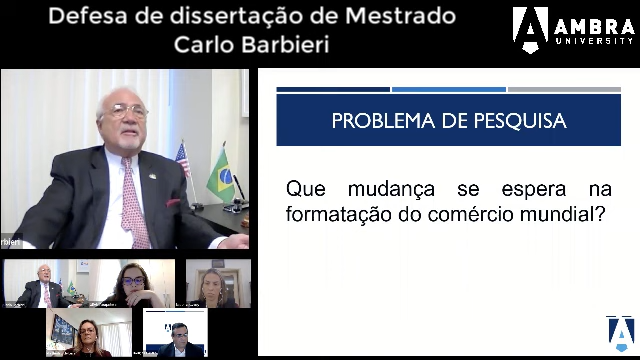 Defesa de dissertação de Mestrado
Carlo Barbieri
AMBRA
UNIVERSITY
PROBLEMA DE PESQUISA
Que mudança se espera na
formatação do comércio mundial?
rbieri